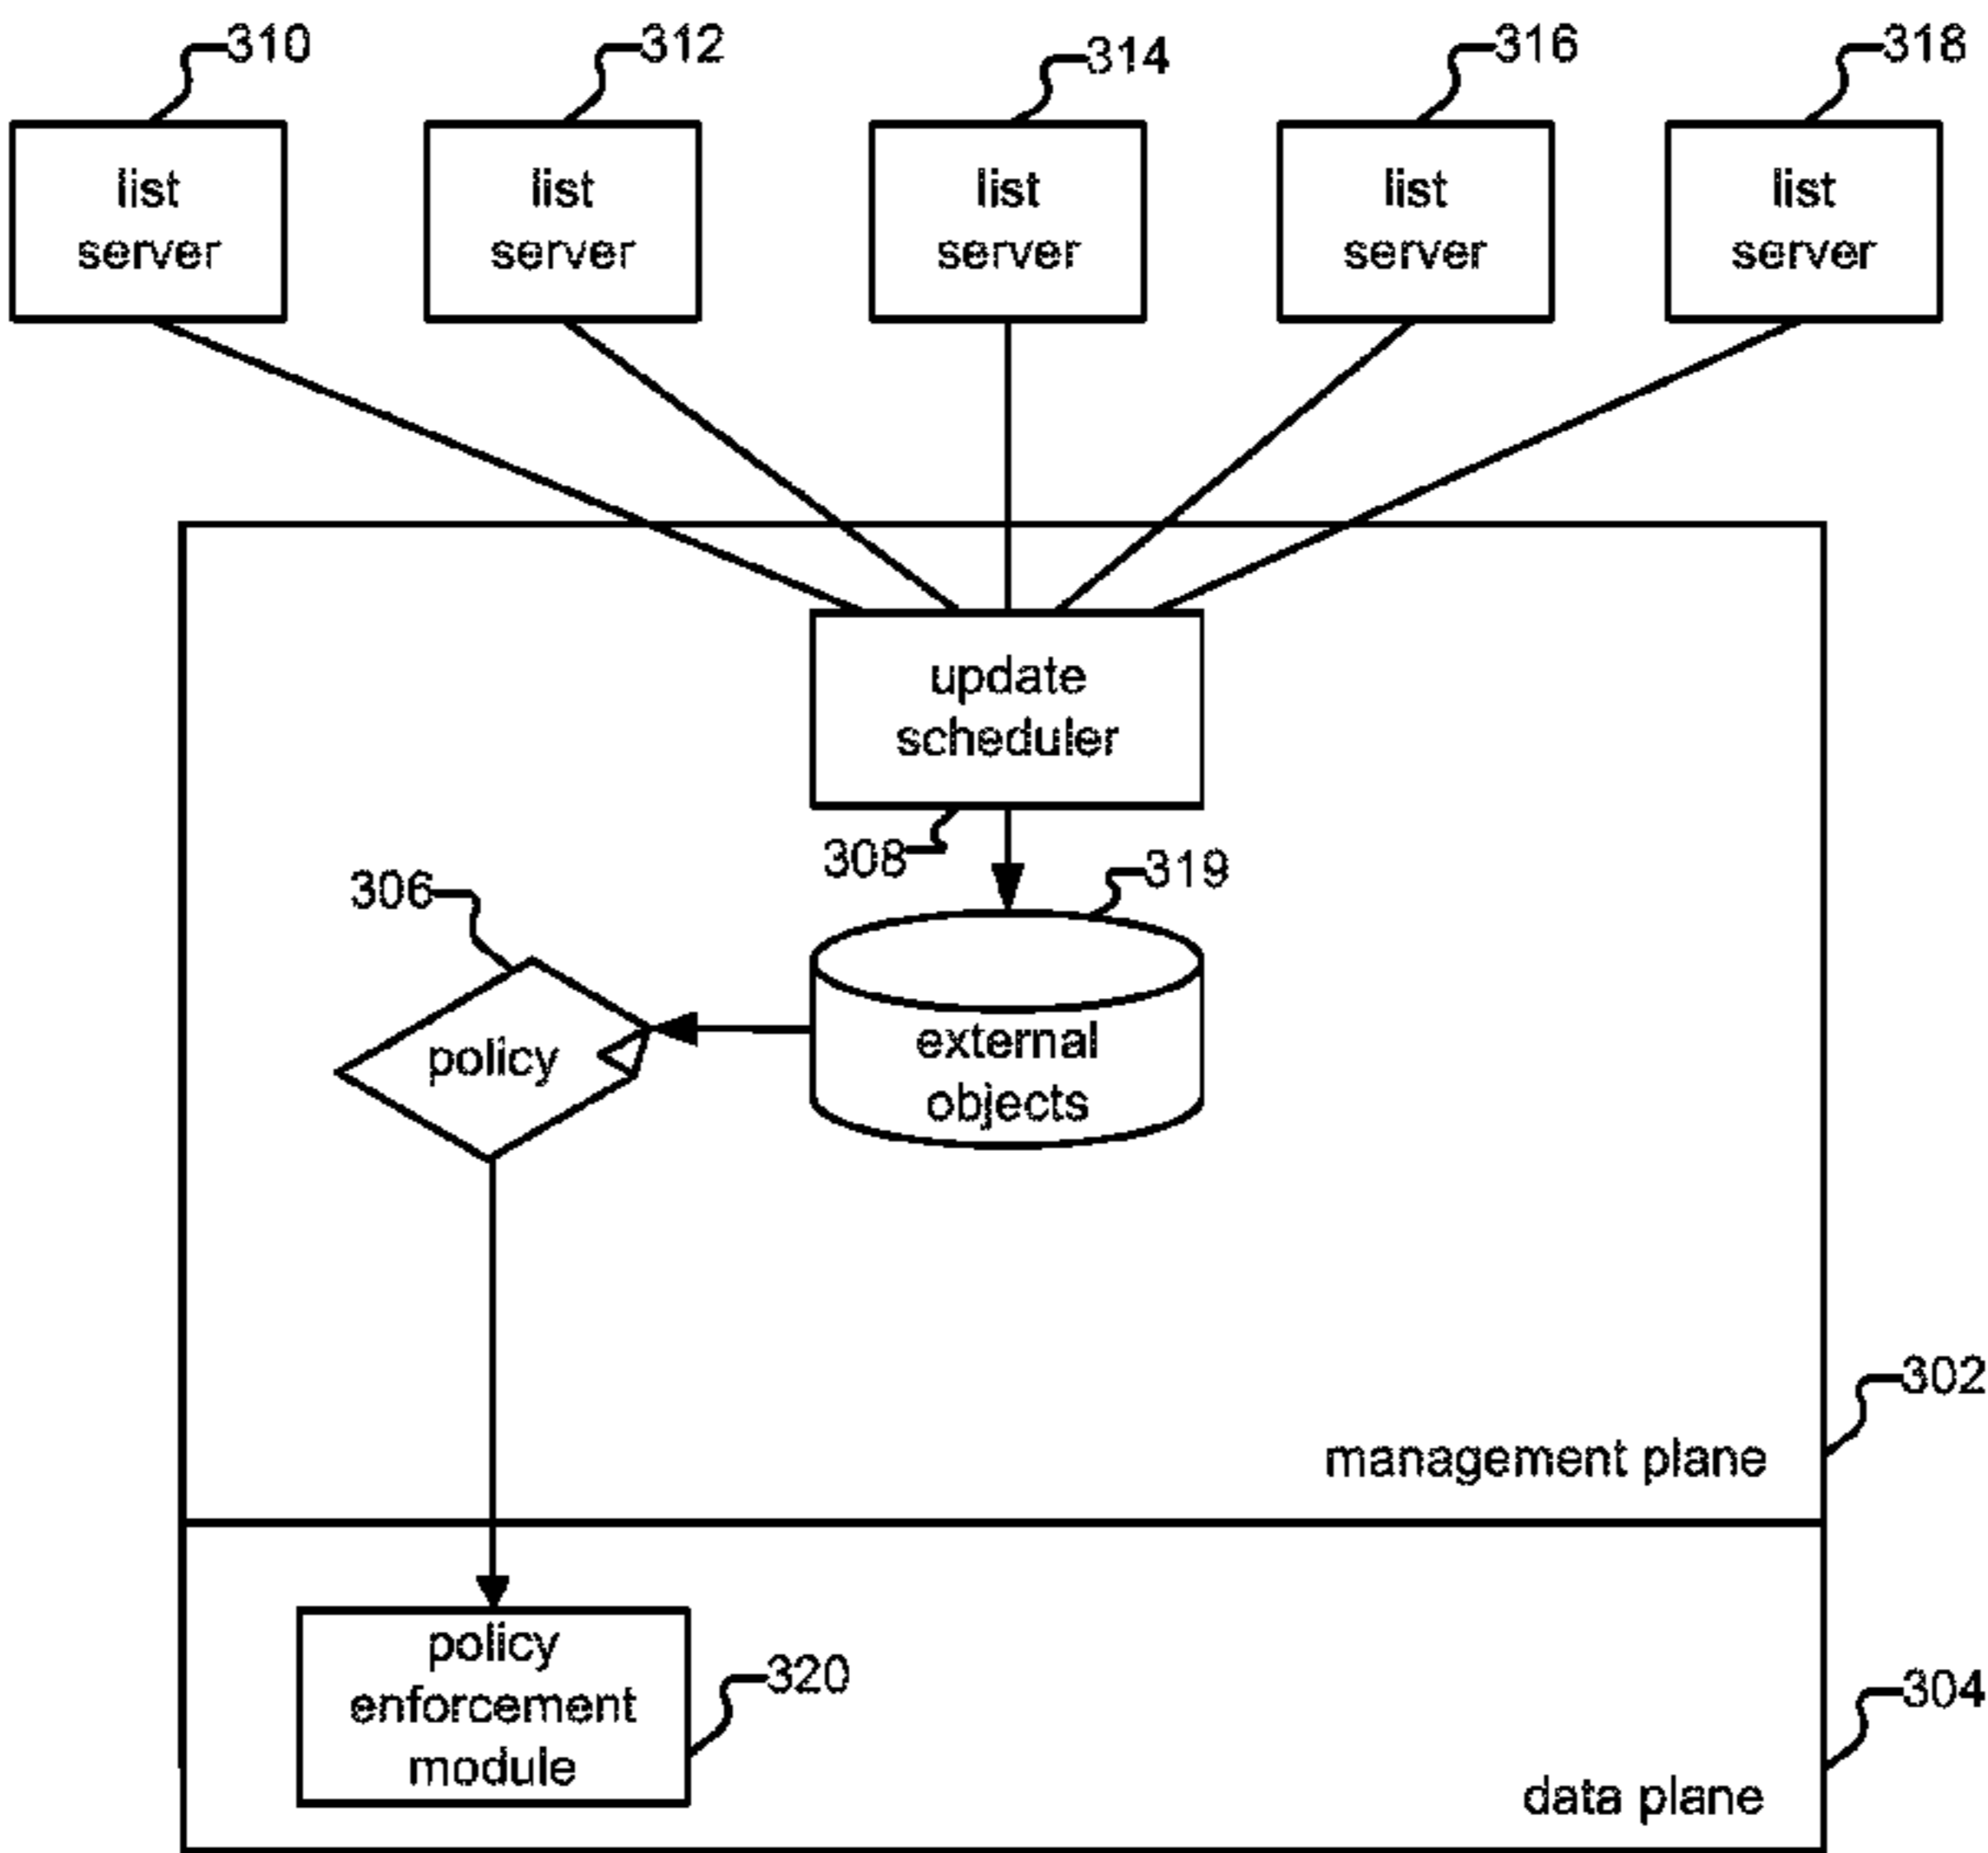 310
312
314
316
318
list
server
list
server
list
server
list
server
list
server
update
scheduler
308
319
306
policy
external
objects
302
management plane
policy
enforcement
module
320
304
data plane